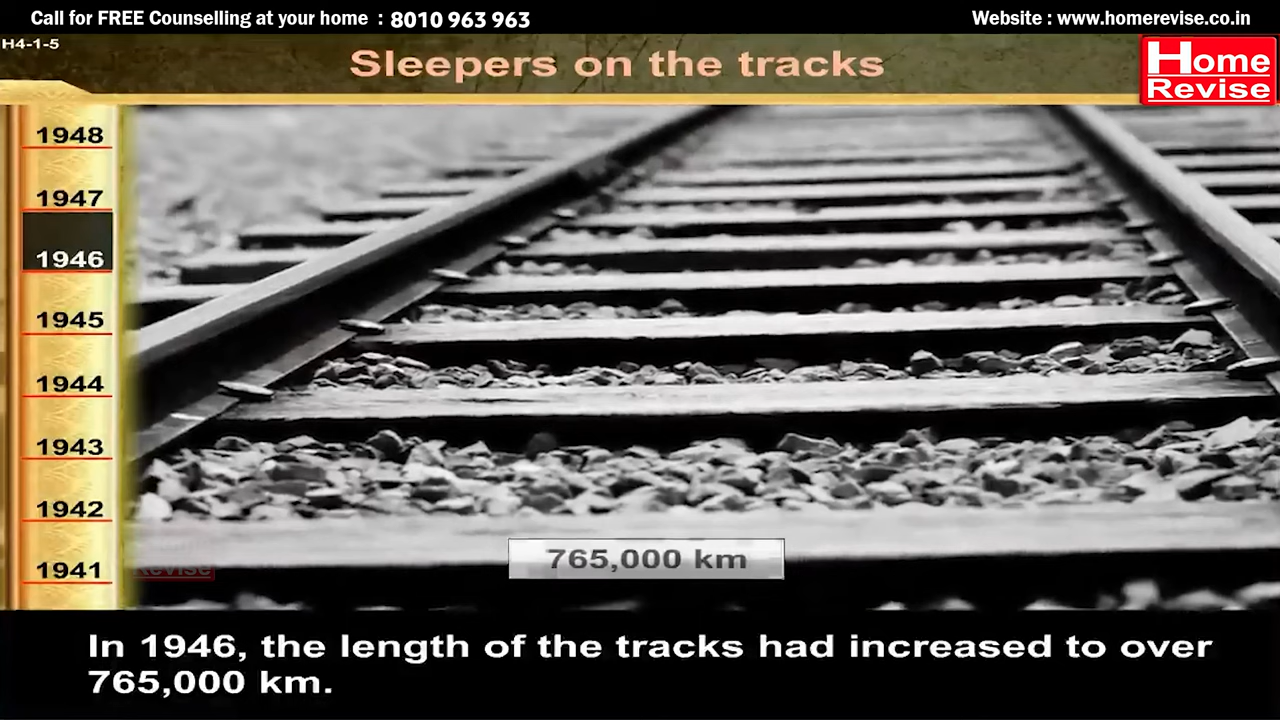 Call for FREE Counselling at your home : 8010 963 963
Website : www.homerevise.co.in
H4-1-5
Sleepers on the tracks
Home
Revise
1948
1947
1946
1945
1944
1943
1942
1941
Revise
765,000 km
In 1946, the length of the tracks had increased to over
765,000 km.